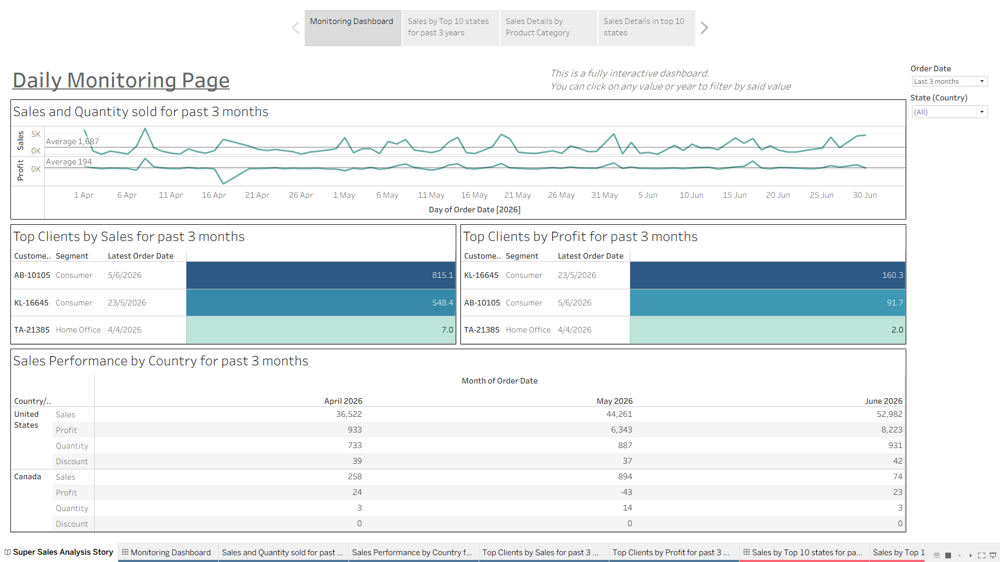 Monitoring Dashboard
Sales by Top 10 states
for past 3 years
Sales Details by
Product Category
Sales Details in top 10
states
Daily Monitoring Page
This is a fully interactive dashboard.
You can click on any value or year to filter by said value
Order Date
Last 3 months
State (Country)
(All)
Sales and Quantity sold for past 3 months
Sales
5K
0K
Average 1,687
Profit
0K
Average 194
1 Apr 6 Apr 11 Apr 16 Apr 21 Apr 26 Apr 1 May 6 May 11 May 16 May 21 May 26 May 31 May 5 Jun 10 Jun 15 Jun 20 Jun 25 Jun 30 Jun
Day of Order Date [2026]
Top Clients by Sales for past 3 months
Custome.. Segment Latest Order Date
AB-10105 Consumer 5/6/2026 815.1
KL-16645 Consumer 23/5/2026 548.4
TA-21385 Home Office 4/4/2026 7.0
Top Clients by Profit for past 3 months
Custome.. Segment Latest Order Date
KL-16645 Consumer 23/5/2026 160.3
AB-10105 Consumer 5/6/2026 91.7
TA-21385 Home Office 4/4/2026 2.0
Sales Performance by Country for past 3 months
Month of Order Date
Country/.. April 2026 May 2026 June 2026
United States Sales 36,522 44,261 52,982
Profit 933 6,343 8,223
Quantity 733 887 931
Discount 39 37 42
Canada Sales 258 894 74
Profit 24 -43 23
Quantity 3 14 3
Discount 0 0 0
Super Sales Analysis Story Monitoring Dashboard Sales and Quantity sold for past ... Sales Performance by Country f... Top Clients by Sales for past 3 ... Top Clients by Profit for past 3 ... Sales by Top 10 states for pa... Sales by Top 1